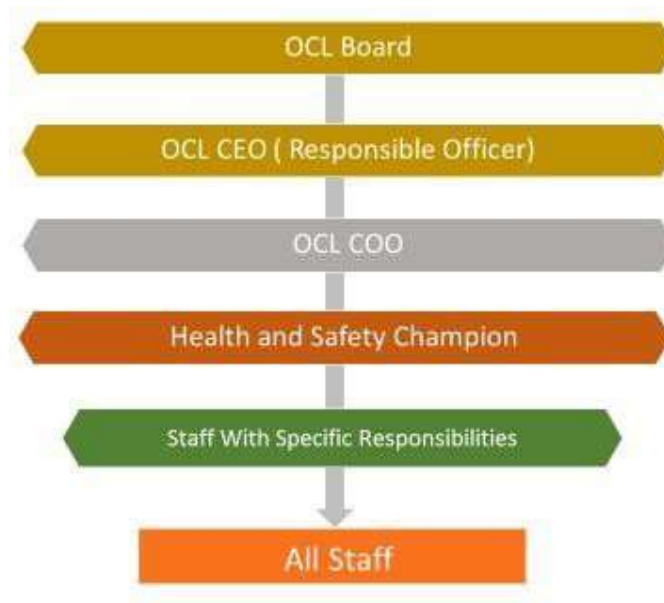 OCL Board
OCL CEO ( Responsible Officer)
OCL COO
Health and Safety Champion
Staff With Specific Responsibilities
All Staff